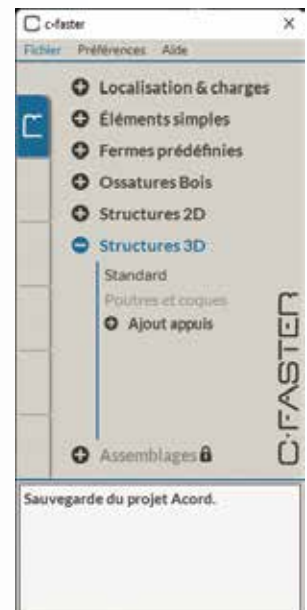 c-faster
Fichier Préférences Aide
Localisation & charges
Éléments simples
Fermes prédéfinies
Ossatures Bois
Structures 2D
Structures 3D
Standard
Poutres et coques
Ajout appuis
Assemblages
C-FASTER
Sauvegarde du projet Acord.